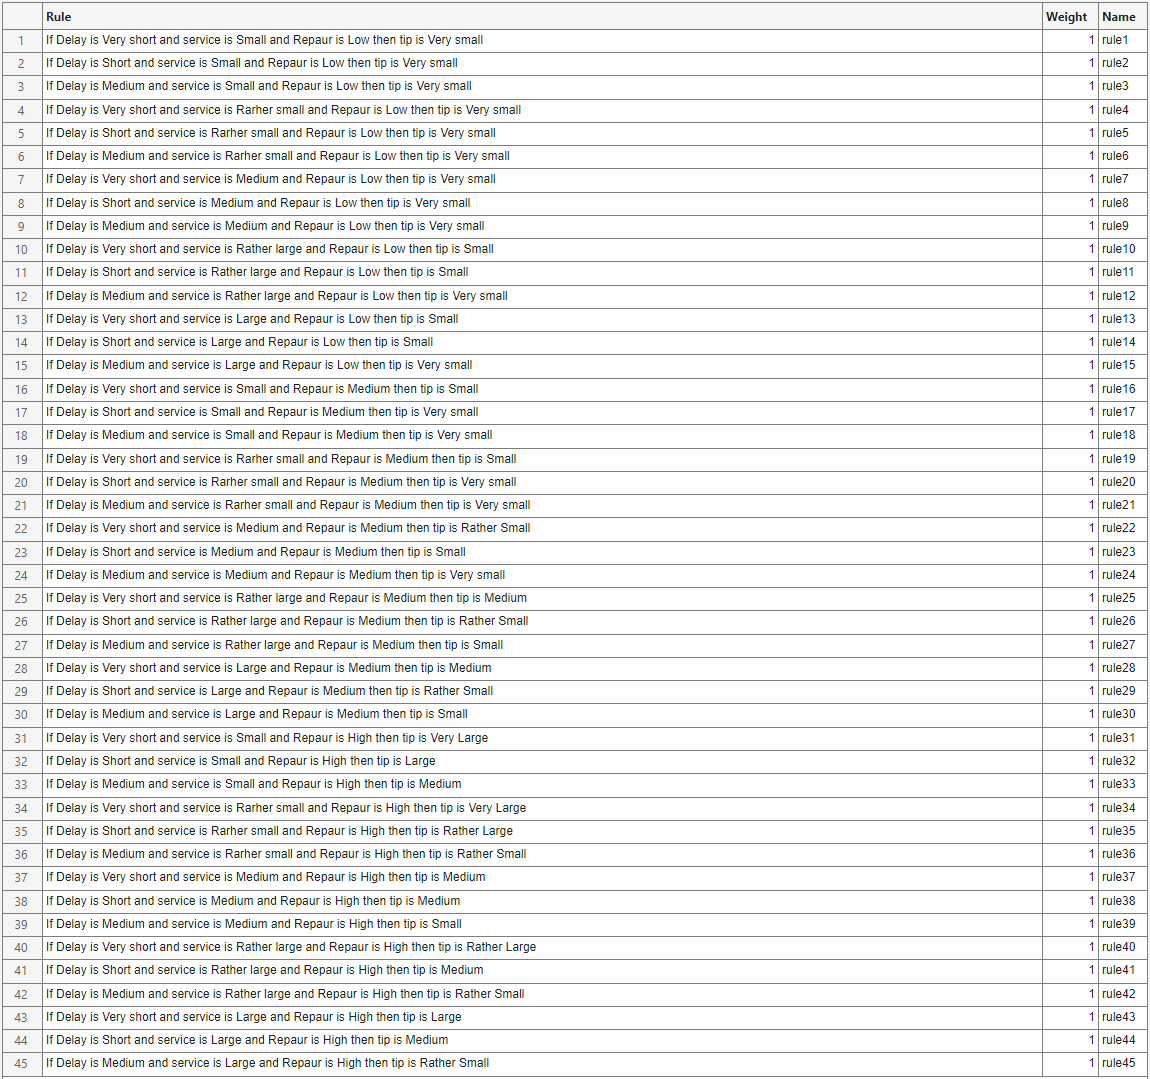 Rule Weight Name
1 If Delay is Very short and service is Small and Repaur is Low then tip is Very small 1 rule1
2 If Delay is Short and service is Small and Repaur is Low then tip is Very small 1 rule2
3 If Delay is Medium and service is Small and Repaur is Low then tip is Very small 1 rule3
4 If Delay is Very short and service is Rarher small and Repaur is Low then tip is Very small 1 rule4
5 If Delay is Short and service is Rarher small and Repaur is Low then tip is Very small 1 rule5
6 If Delay is Medium and service is Rarher small and Repaur is Low then tip is Very small 1 rule6
7 If Delay is Very short and service is Medium and Repaur is Low then tip is Very small 1 rule7
8 If Delay is Short and service is Medium and Repaur is Low then tip is Very small 1 rule8
9 If Delay is Medium and service is Medium and Repaur is Low then tip is Very small 1 rule9
10 If Delay is Very short and service is Rather large and Repaur is Low then tip is Small 1 rule10
11 If Delay is Short and service is Rather large and Repaur is Low then tip is Small 1 rule11
12 If Delay is Medium and service is Rather large and Repaur is Low then tip is Very small 1 rule12
13 If Delay is Very short and service is Large and Repaur is Low then tip is Small 1 rule13
14 If Delay is Short and service is Large and Repaur is Low then tip is Small 1 rule14
15 If Delay is Medium and service is Large and Repaur is Low then tip is Very small 1 rule15
16 If Delay is Very short and service is Small and Repaur is Medium then tip is Small 1 rule16
17 If Delay is Short and service is Small and Repaur is Medium then tip is Very small 1 rule17
18 If Delay is Medium and service is Small and Repaur is Medium then tip is Very small 1 rule18
19 If Delay is Very short and service is Rarher small and Repaur is Medium then tip is Small 1 rule19
20 If Delay is Short and service is Rarher small and Repaur is Medium then tip is Very small 1 rule20
21 If Delay is Medium and service is Rarher small and Repaur is Medium then tip is Very small 1 rule21
22 If Delay is Very short and service is Medium and Repaur is Medium then tip is Rather Small 1 rule22
23 If Delay is Short and service is Medium and Repaur is Medium then tip is Small 1 rule23
24 If Delay is Medium and service is Medium and Repaur is Medium then tip is Very small 1 rule24
25 If Delay is Very short and service is Rather large and Repaur is Medium then tip is Medium 1 rule25
26 If Delay is Short and service is Rather large and Repaur is Medium then tip is Rather Small 1 rule26
27 If Delay is Medium and service is Rather large and Repaur is Medium then tip is Small 1 rule27
28 If Delay is Very short and service is Large and Repaur is Medium then tip is Medium 1 rule28
29 If Delay is Short and service is Large and Repaur is Medium then tip is Rather Small 1 rule29
30 If Delay is Medium and service is Large and Repaur is Medium then tip is Small 1 rule30
31 If Delay is Very short and service is Small and Repaur is High then tip is Very Large 1 rule31
32 If Delay is Short and service is Small and Repaur is High then tip is Large 1 rule32
33 If Delay is Medium and service is Small and Repaur is High then tip is Medium 1 rule33
34 If Delay is Very short and service is Rarher small and Repaur is High then tip is Very Large 1 rule34
35 If Delay is Short and service is Rarher small and Repaur is High then tip is Rather Large 1 rule35
36 If Delay is Medium and service is Rarher small and Repaur is High then tip is Rather Small 1 rule36
37 If Delay is Very short and service is Medium and Repaur is High then tip is Medium 1 rule37
38 If Delay is Short and service is Medium and Repaur is High then tip is Medium 1 rule38
39 If Delay is Medium and service is Medium and Repaur is High then tip is Small 1 rule39
40 If Delay is Very short and service is Rather large and Repaur is High then tip is Rather Large 1 rule40
41 If Delay is Short and service is Rather large and Repaur is High then tip is Medium 1 rule41
42 If Delay is Medium and service is Rather large and Repaur is High then tip is Rather Small 1 rule42
43 If Delay is Very short and service is Large and Repaur is High then tip is Large 1 rule43
44 If Delay is Short and service is Large and Repaur is High then tip is Medium 1 rule44
45 If Delay is Medium and service is Large and Repaur is High then tip is Rather Small 1 rule45